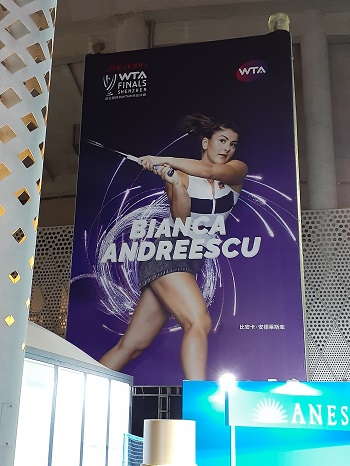 WTA
FINALS
SHENZHEN
WTA
BIANCA
ANDREESCU
比安卡·安德莱斯库
ANES